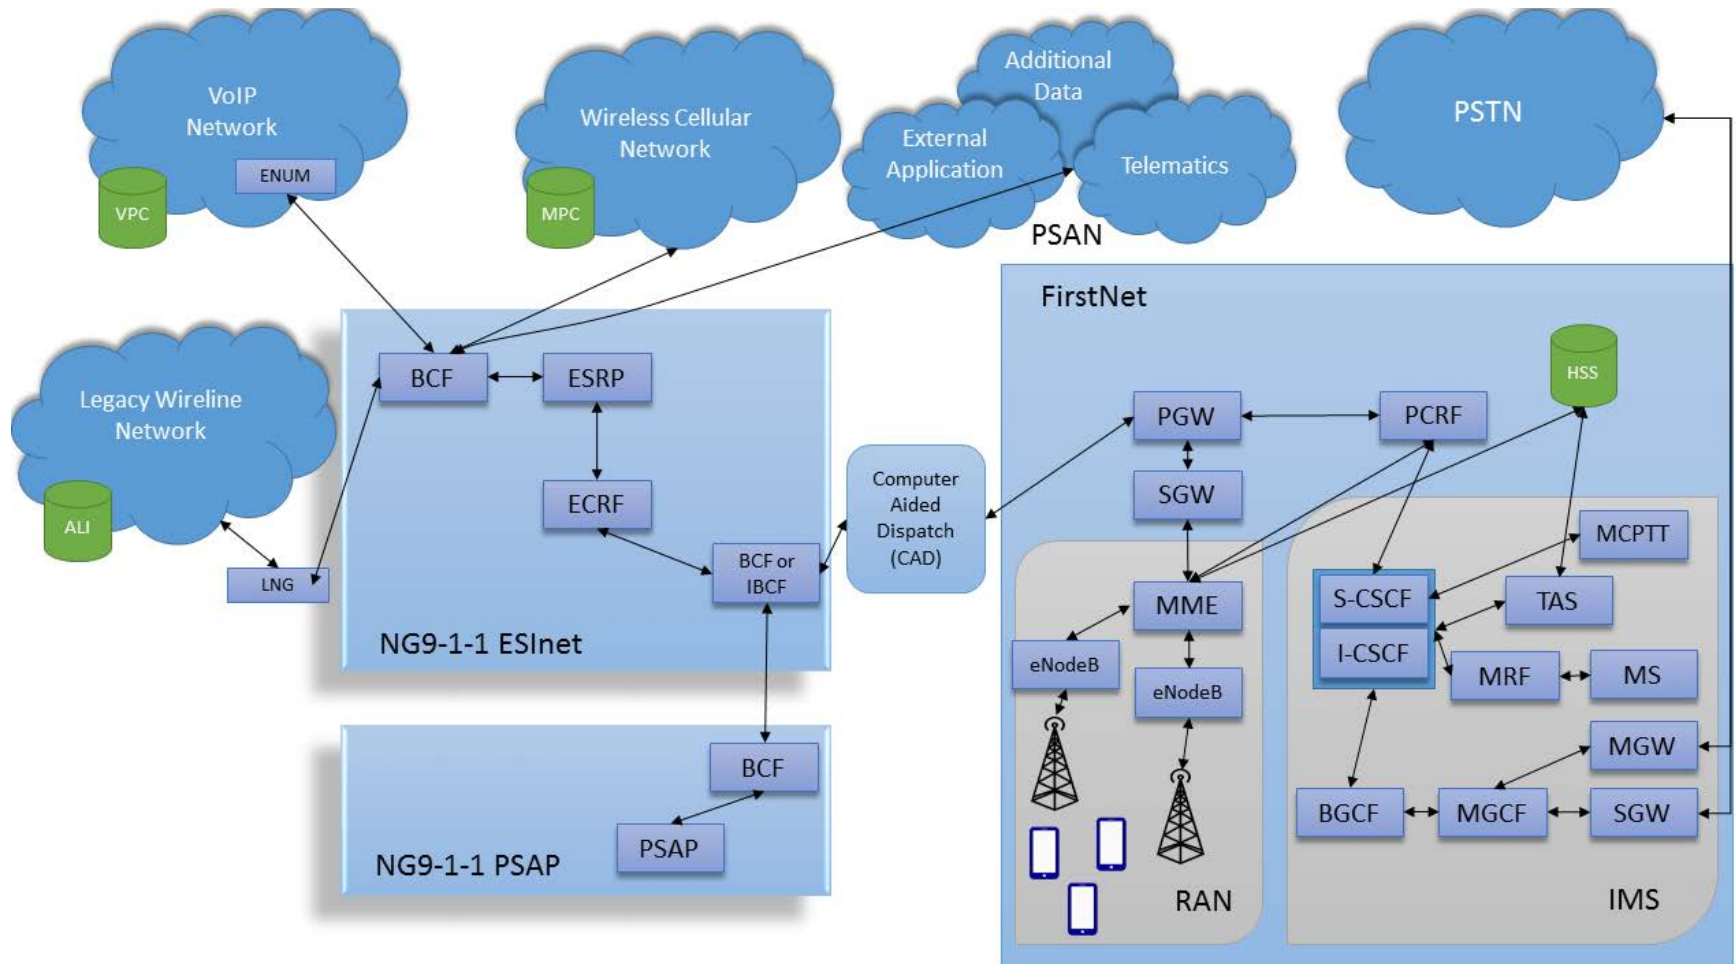 VoIP
Network
ENUM
VPC
Wireless Cellular
Network
MPC
Additional
Data
External
Application
Telematics
PSAN
PSTN
Legacy Wireline
Network
ALI
LNG
BCF
ESRP
ECRF
BCF or
IBCF
NG9-1-1 ESInet
BCF
PSAP
NG9-1-1 PSAP
Computer
Aided
Dispatch
(CAD)
FirstNet
HSS
PGW
PCRF
SGW
MME
eNodeB
eNodeB
RAN
MCPTT
S-CSCF
TAS
I-CSCF
MRF
MS
MGW
BGCF
MGCF
SGW
IMS